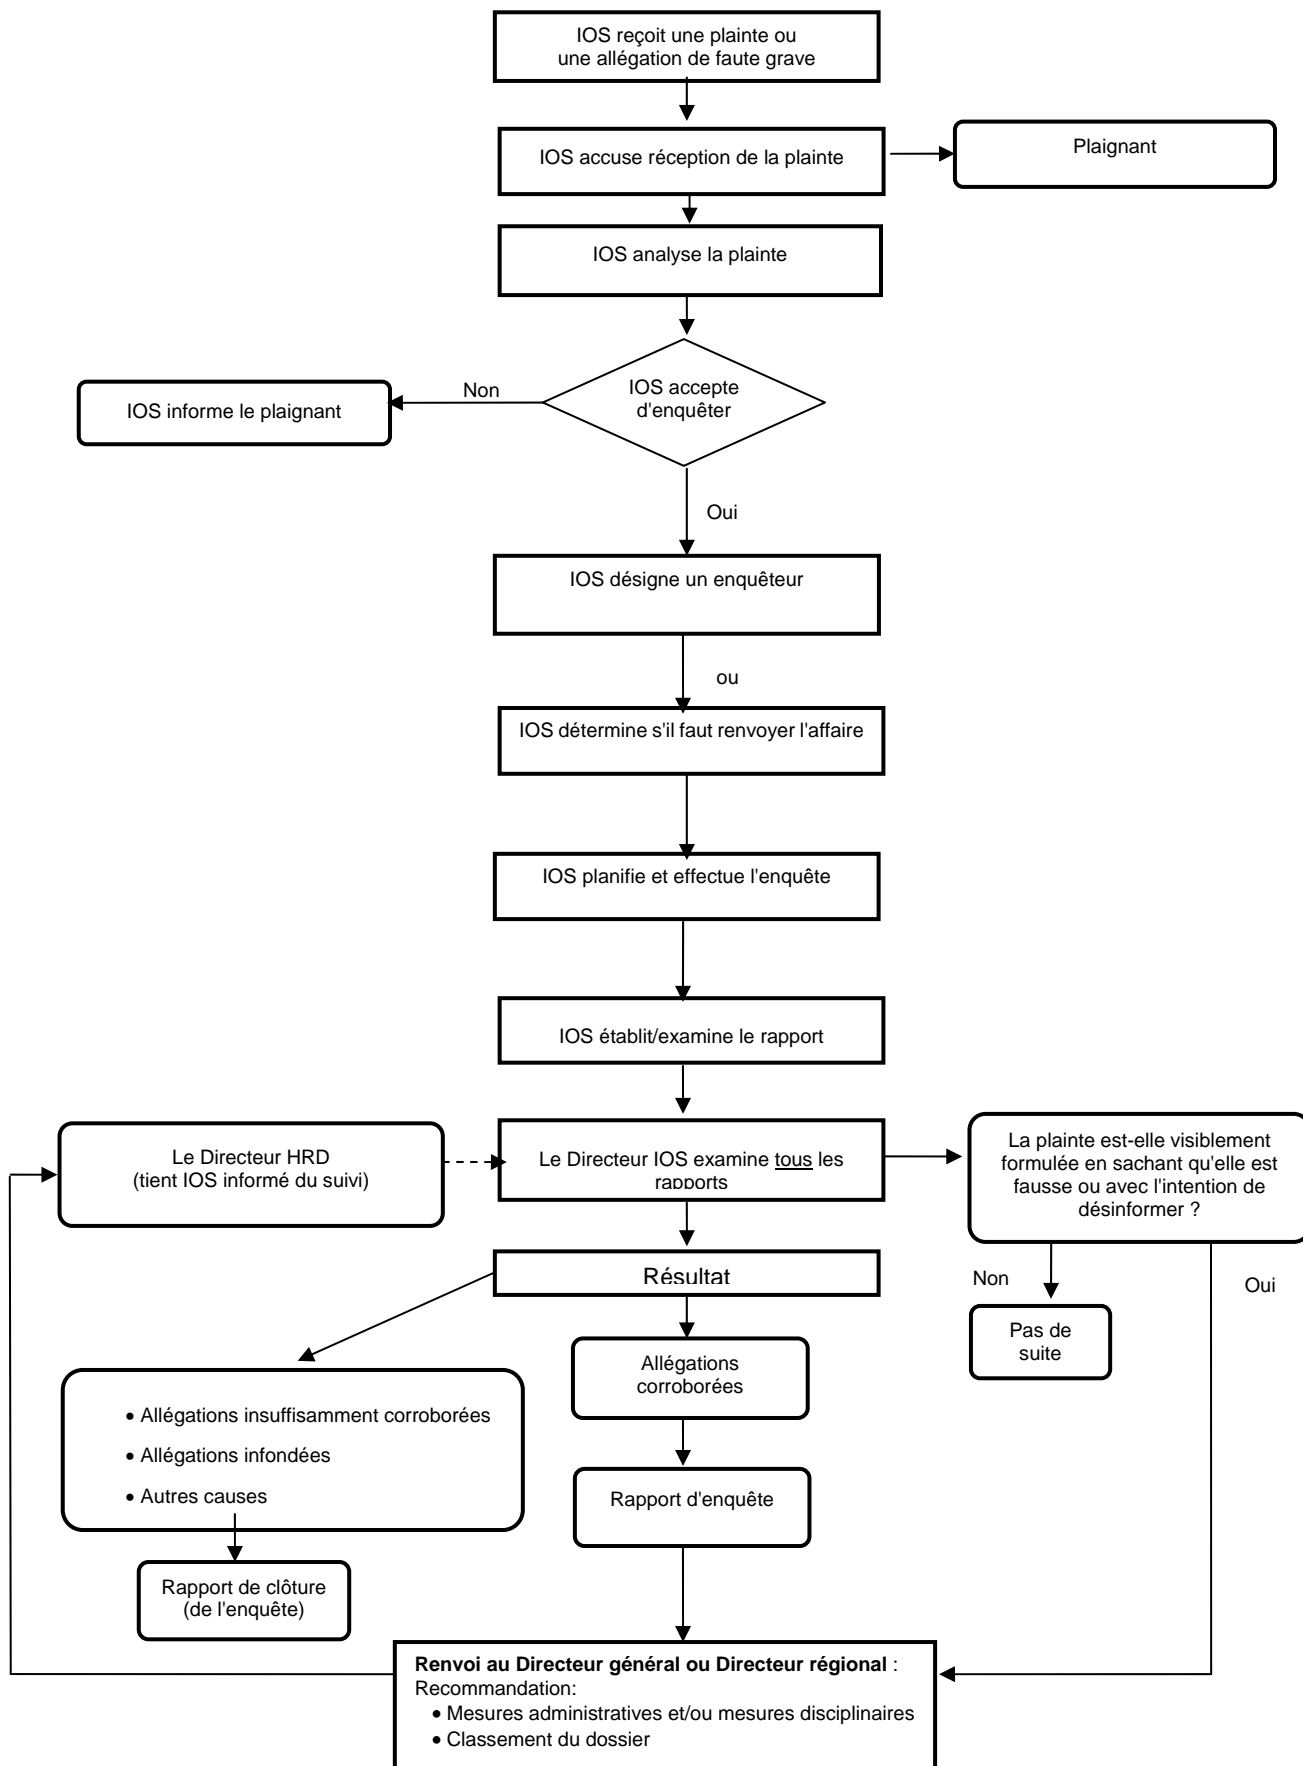 IOS reçoit une plainte ou
une allégation de faute grave
IOS accuse réception de la plainte
Plaignant
IOS analyse la plainte
IOS accepte
d'enquêter
Non
IOS informe le plaignant
Oui
IOS désigne un enquêteur
ou
IOS détermine s'il faut renvoyer l'affaire
IOS planifie et effectue l'enquête
IOS établit/examine le rapport
Le Directeur HRD
(tient IOS informé du suivi)
Le Directeur IOS examine tous les
rapports
La plainte est-elle visiblement
formulée en sachant qu'elle est
fausse ou avec l'intention de
désinformer ?
Non
Oui
Pas de
suite
Résultat
Allégations
corroborées
• Allégations insuffisamment corroborées
• Allégations infondées
• Autres causes
Rapport d'enquête
Rapport de clôture
(de l'enquête)
Renvoi au Directeur général ou Directeur régional :
Recommandation:
• Mesures administratives et/ou mesures disciplinaires
• Classement du dossier